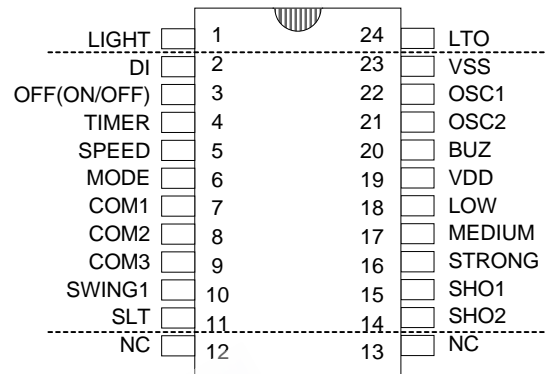 LIGHT 1 24 LTO
DI 2 23 VSS
OFF(ON/OFF) 3 22 OSC1
TIMER 4 21 OSC2
SPEED 5 20 BUZ
MODE 6 19 VDD
COM1 7 18 LOW
COM2 8 17 MEDIUM
COM3 9 16 STRONG
SWING1 10 15 SHO1
SLT 11 14 SHO2
NC 12 13 NC